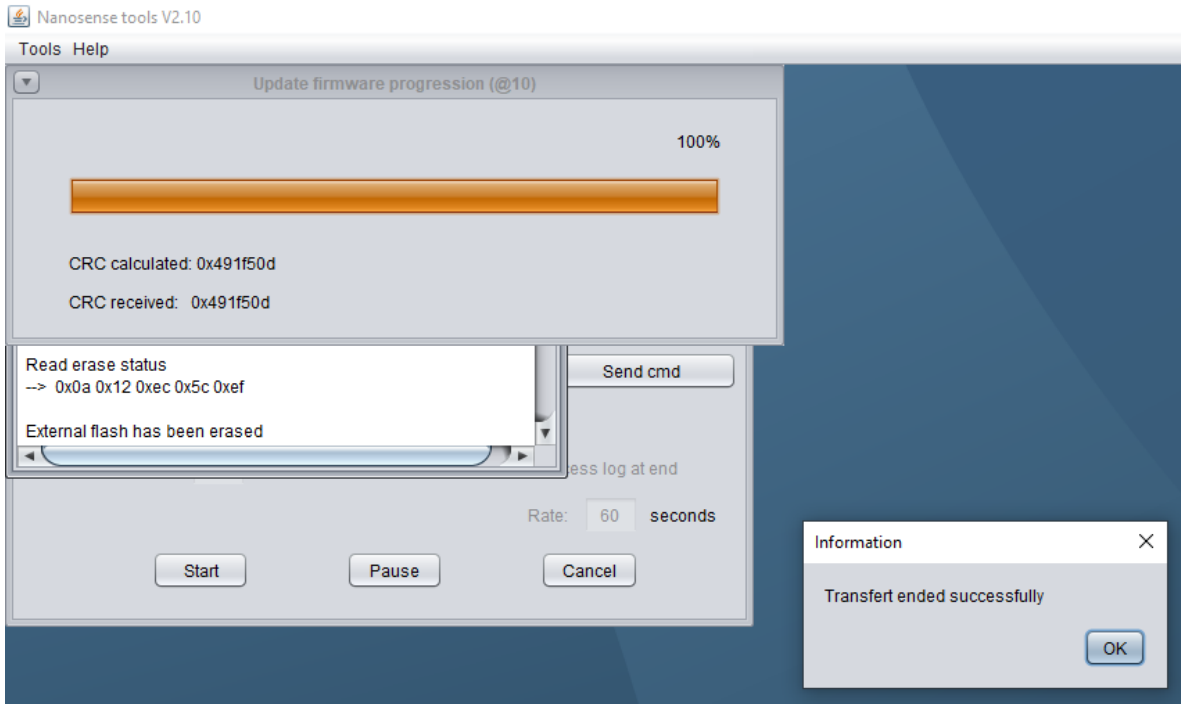 Nanosense tools V2.10
Tools Help
Update firmware progression (@10)
100%
CRC calculated: 0x491f50d
CRC received: 0x491f50d
Read erase status
--> 0x0a 0x12 0xec 0x5c 0xef
Send cmd
External flash has been erased
at end
Rate: 60 seconds
Start Pause Cancel
Information
Transfert ended successfully
OK